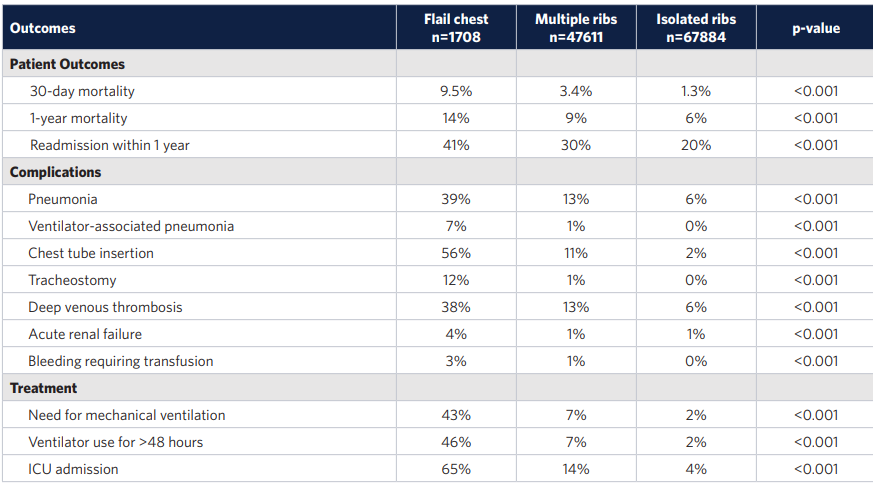 Outcomes Flail chest n=1708 Multiple ribs n=47611 Isolated ribs n=67884 p-value
Patient Outcomes
30-day mortality 9.5% 3.4% 1.3% <0.001
1-year mortality 14% 9% 6% <0.001
Readmission within 1 year 41% 30% 20% <0.001
Complications
Pneumonia 39% 13% 6% <0.001
Ventilator-associated pneumonia 7% 1% 0% <0.001
Chest tube insertion 56% 11% 2% <0.001
Tracheostomy 12% 1% 0% <0.001
Deep venous thrombosis 38% 13% 6% <0.001
Acute renal failure 4% 1% 1% <0.001
Bleeding requiring transfusion 3% 1% 0% <0.001
Treatment
Need for mechanical ventilation 43% 7% 2% <0.001
Ventilator use for >48 hours 46% 7% 2% <0.001
ICU admission 65% 14% 4% <0.001